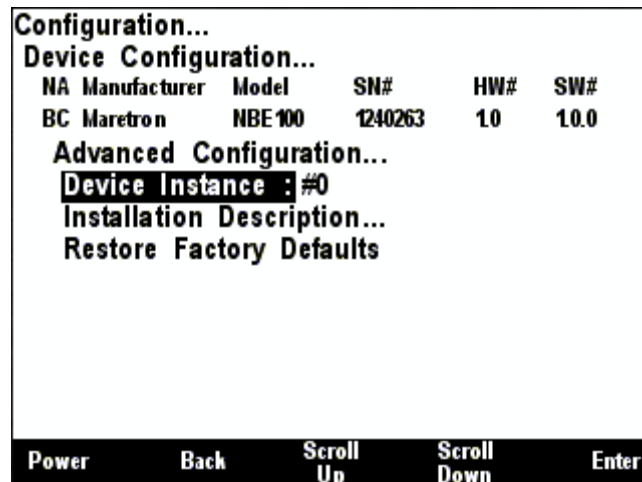 Configuration...
Device Configuration...
NA Manufacturer Model SN# HW# SW#
BC Maretron NBE100 1240263 1.0 1.0.0
Advanced Configuration...
Device Instance : #0
Installation Description...
Restore Factory Defaults
Power Back Scroll Up Scroll Down Enter